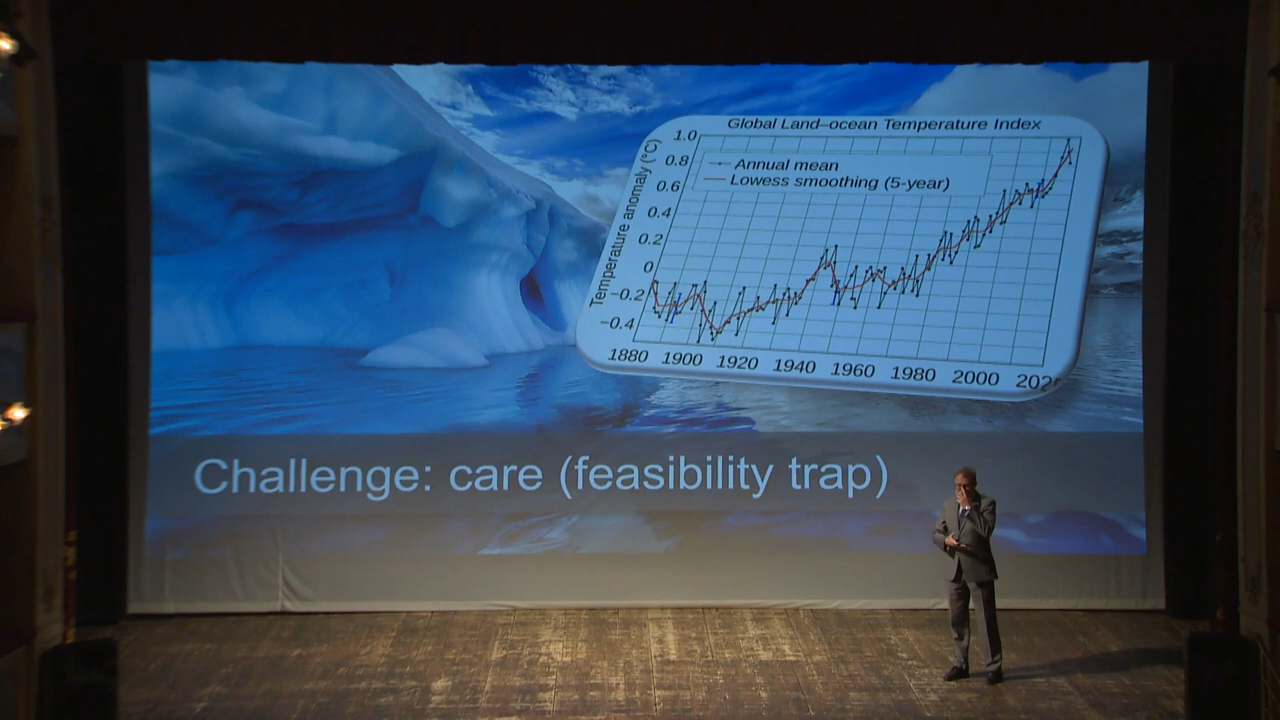 Global Land–ocean Temperature Index
1.0
0.8
0.6
0.4
0.2
0
−0.2
−0.4
Temperature anomaly (°C)
Annual mean
Lowess smoothing (5-year)
1880 1900 1920 1940 1960 1980 2000 2020
Challenge: care (feasibility trap)